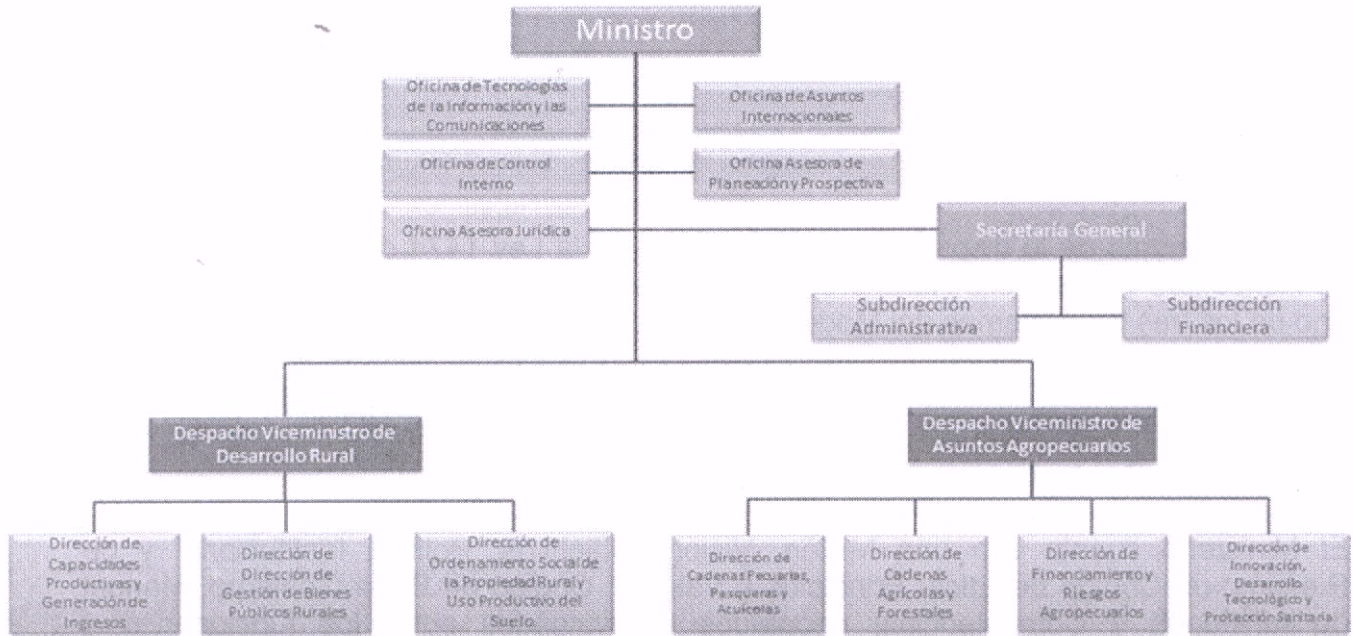 Ministro
Oficina de Tecnologías
de la Información y las
Comunicaciones
Oficina de Asuntos
Internacionales
Oficina de Control
Interno
Oficina Asesora de
Planeación y Prospectiva
Oficina Asesora Jurídica
Secretaría General
Subdirección
Administrativa
Subdirección
Financiera
Despacho Viceministro de
Desarrollo Rural
Despacho Viceministro de
Asuntos Agropecuarios
Dirección de
Capacidades
Productivas y
Generación de
Ingresos
Dirección de
Dirección de
Gestión de Bienes
Públicos Rurales
Dirección de
Ordenamiento Social de
la Propiedad Rural y
Uso Productivo del
Suelo.
Dirección de
Cadenas Pecuarias,
Pesqueras y
Acuícolas
Dirección de
Cadenas
Agrícolas y
Forestales
Dirección de
Financiamiento y
Riesgos
Agropecuarios
Dirección de
Innovación,
Desarrollo
Tecnológico y
Protección Sanitaria